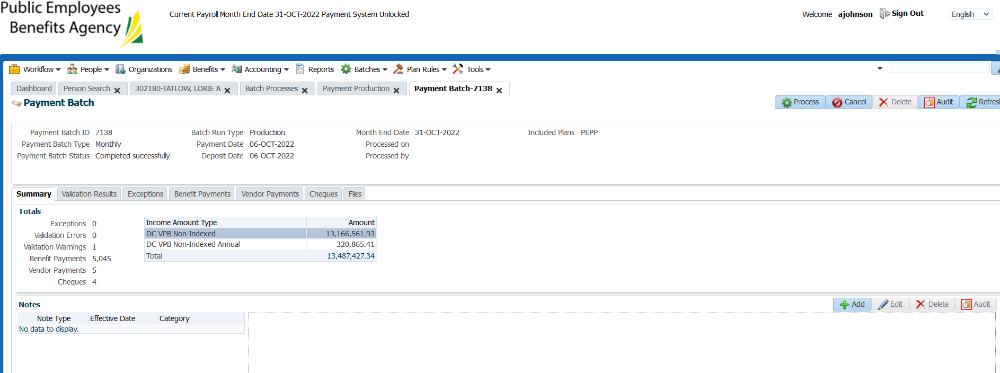 Public Employees
Benefits Agency
Current Payroll Month End Date 31-OCT-2022 Payment System Unlocked
Welcome ajohnson Sign Out English
Workflow People Organizations Benefits Accounting Reports Batches Plan Rules Tools
Dashboard Person Search 302180-TATLOW, LORIE A Batch Processes Payment Production Payment Batch-7138
Payment Batch
Process Cancel Delete Audit Refresh
Payment Batch ID 7138 Batch Run Type Production Month End Date 31-OCT-2022 Included Plans PEPP
Payment Batch Type Monthly Payment Date 06-OCT-2022 Processed on
Payment Batch Status Completed successfully Deposit Date 06-OCT-2022 Processed by
Summary Validation Results Exceptions Benefit Payments Vendor Payments Cheques Files
Totals
Exceptions 0
Validation Errors 0
Validation Warnings 1
Benefit Payments 5,045
Vendor Payments 5
Cheques 4
Income Amount Type Amount
DC VPB Non-Indexed 13,166,561.93
DC VPB Non-Indexed Annual 320,865.41
Total 13,487,427.34
Notes
Add Edit Delete Audit
Note Type Effective Date Category
No data to display.